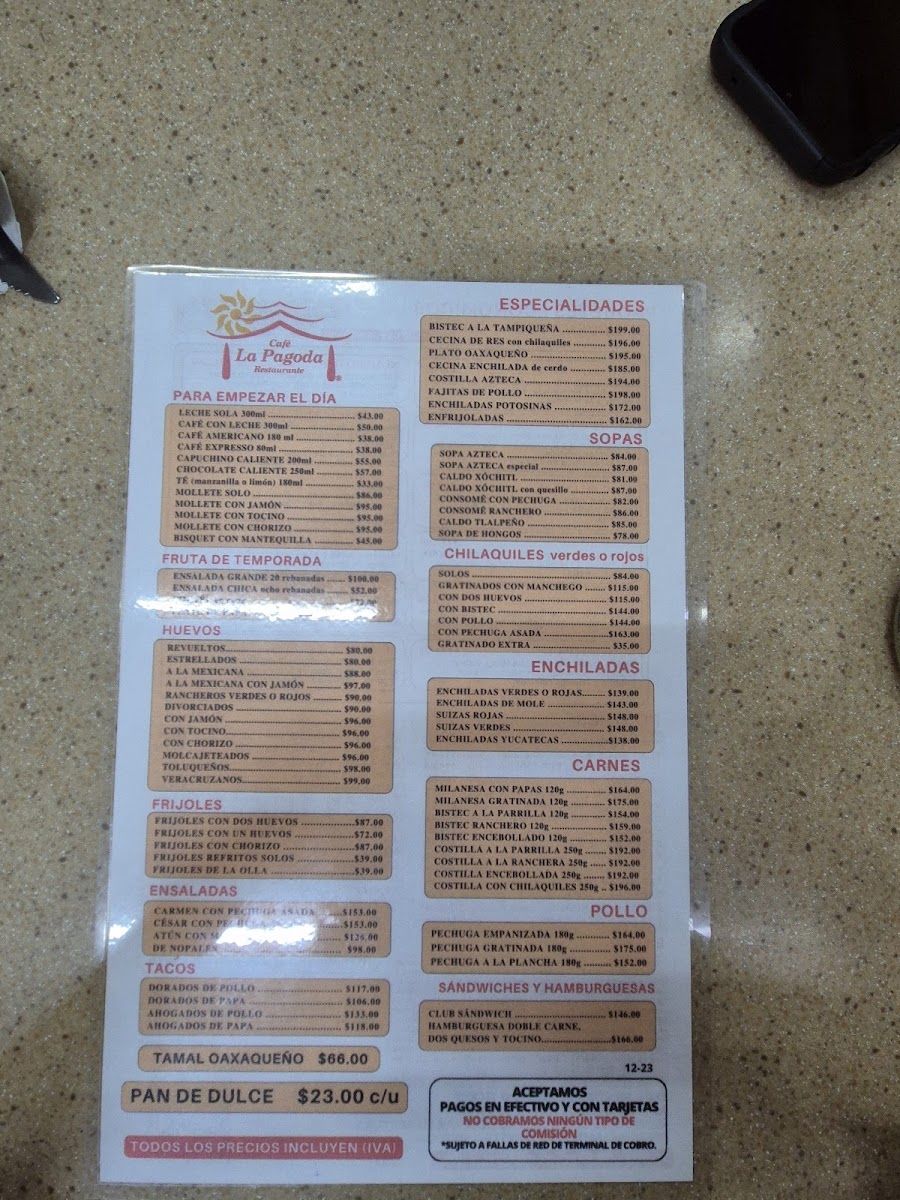 Café
La Pagoda
Restaurante
PARA EMPEZAR EL DÍA
LECHE SOLA 300ml ........ $43.00
CAFÉ CON LECHE 300ml ........ $50.00
CAFÉ AMERICANO 180 ml ........ $38.00
CAFÉ EXPRESSO 80ml ........ $38.00
CAPUCHINO CALIENTE 200ml ........ $55.00
CHOCOLATE CALIENTE 250ml ........ $57.00
TÉ (manzanilla o limón) 180ml ........ $33.00
MOLLETE SOLO ........ $86.00
MOLLETE CON JAMÓN ........ $95.00
MOLLETE CON TOCINO ........ $95.00
MOLLETE CON CHORIZO ........ $95.00
BISQUET CON MANTEQUILLA ........ $45.00
FRUTA DE TEMPORADA
ENSALADA GRANDE 20 rebanadas ....... $100.00
ENSALADA CHICA ocho rebanadas ....... $52.00
HUEVOS
REVUELTOS ........ $80.00
ESTRELLADOS ........ $80.00
A LA MEXICANA ........ $88.00
A LA MEXICANA CON JAMÓN ........ $97.00
RANCHEROS VERDES O ROJOS ........ $90.00
DIVORCIADOS ........ $90.00
CON JAMÓN ........ $96.00
CON TOCINO ........ $96.00
CON CHORIZO ........ $96.00
MOLCAJETEADOS ........ $96.00
TOLUQUEÑOS ........ $98.00
VERACRUZANOS ........ $99.00
FRIJOLES
FRIJOLES CON DOS HUEVOS ........ $87.00
FRIJOLES CON UN HUEVOS ........ $72.00
FRIJOLES CON CHORIZO ........ $87.00
FRIJOLES REFRITOS SOLOS ........ $39.00
FRIJOLES DE LA OLLA ........ $39.00
ENSALADAS
CARMEN CON PECHUGA ASADA ........ $153.00
CÉSAR CON PECHUGA ........ $153.00
ATÚN CON ........ $126.00
DE NOPALES ........ $98.00
TACOS
DORADOS DE POLLO ........ $117.00
DORADOS DE PAPA ........ $106.00
AHOGADOS DE POLLO ........ $133.00
AHOGADOS DE PAPA ........ $118.00
TAMAL OAXAQUEÑO $66.00
PAN DE DULCE $23.00 c/u
TODOS LOS PRECIOS INCLUYEN (IVA)
ESPECIALIDADES
BISTEC A LA TAMPIQUEÑA ........ $199.00
CECINA DE RES con chilaquiles ........ $196.00
PLATO OAXAQUEÑO ........ $195.00
CECINA ENCHILADA de cerdo ........ $185.00
COSTILLA AZTECA ........ $194.00
FAJITAS DE POLLO ........ $198.00
ENCHILADAS POTOSINAS ........ $172.00
ENFRIJOLADAS ........ $162.00
SOPAS
SOPA AZTECA ........ $84.00
SOPA AZTECA especial ........ $87.00
CALDO XÓCHITL ........ $81.00
CALDO XÓCHITL con quesillo ........ $87.00
CONSOMÉ CON PECHUGA ........ $82.00
CONSOMÉ RANCHERO ........ $86.00
CALDO TLALPEÑO ........ $85.00
SOPA DE HONGOS ........ $78.00
CHILAQUILES verdes o rojos
SOLOS ........ $84.00
GRATINADOS CON MANCHEGO ........ $115.00
CON DOS HUEVOS ........ $115.00
CON BISTEC ........ $144.00
CON POLLO ........ $144.00
CON PECHUGA ASADA ........ $163.00
GRATINADO EXTRA ........ $35.00
ENCHILADAS
ENCHILADAS VERDES O ROJAS ........ $139.00
ENCHILADAS DE MOLE ........ $143.00
SUIZAS ROJAS ........ $148.00
SUIZAS VERDES ........ $148.00
ENCHILADAS YUCATECAS ........ $138.00
CARNES
MILANESA CON PAPAS 120g ........ $164.00
MILANESA GRATINADA 120g ........ $175.00
BISTEC A LA PARRILLA 120g ........ $154.00
BISTEC RANCHERO 120g ........ $159.00
BISTEC ENCEBOLLADO 120g ........ $152.00
COSTILLA A LA PARRILLA 250g ........ $192.00
COSTILLA A LA RANCHERA 250g ...... $192.00
COSTILLA ENCEBOLLADA 250g ........ $192.00
COSTILLA CON CHILAQUILES 250g .. $196.00
POLLO
PECHUGA EMPANIZADA 180g ........ $164.00
PECHUGA GRATINADA 180g ........ $175.00
PECHUGA A LA PLANCHA 180g ........ $152.00
SÁNDWICHES Y HAMBURGUESAS
CLUB SÁNDWICH ........ $146.00
HAMBURGUESA DOBLE CARNE,
DOS QUESOS Y TOCINO ........ $166.00
12-23
ACEPTAMOS
PAGOS EN EFECTIVO Y CON TARJETAS
NO COBRAMOS NINGÚN TIPO DE
COMISIÓN
*SUJETO A FALLAS DE RED DE TERMINAL DE COBRO.